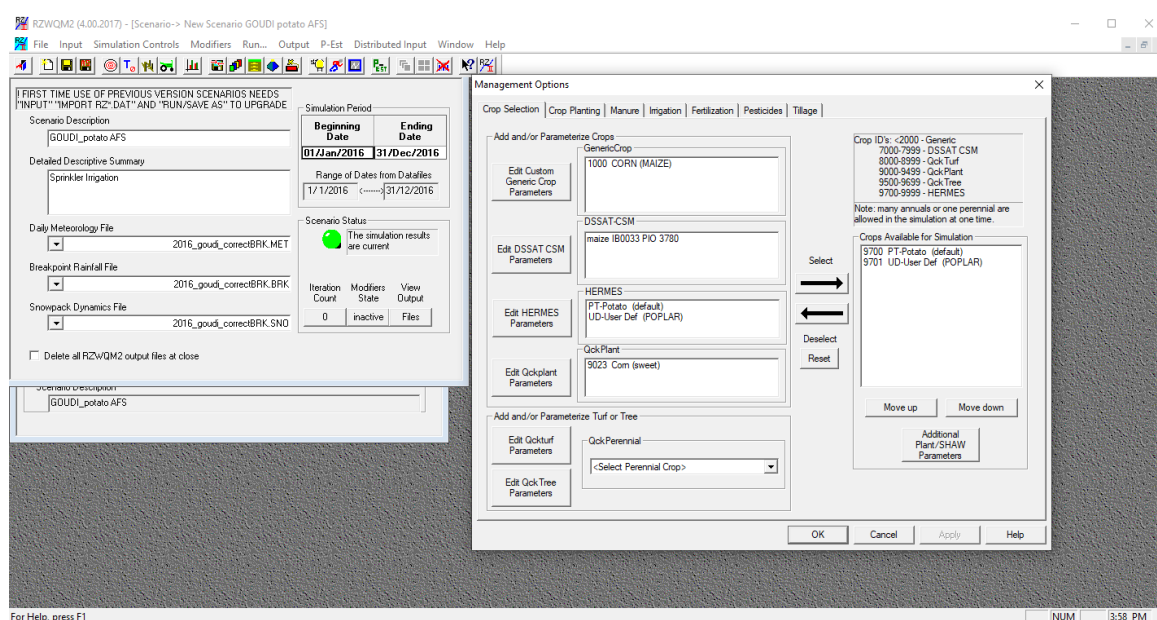 RZWQM2 (4.00.2017) - [Scenario-> New Scenario GOUDI potato AFS]
File Input Simulation Controls Modifiers Run... Output P-Est Distributed Input Window Help
! FIRST TIME USE OF PREVIOUS VERSION SCENARIOS NEEDS
"INPUT" "IMPORT RZ*.DAT" AND "RUN/SAVE AS" TO UPGRADE
Scenario Description
GOUDI_potato AFS
Detailed Descriptive Summary
Sprinkler Irrigation
Daily Meteorology File
2016_goudi_correctBRK.MET
Breakpoint Rainfall File
2016_goudi_correctBRK.BRK
Snowpack Dynamics File
2016_goudi_correctBRK.SNO
Delete all RZWQM2 output files at close
Simulation Period
Beginning Date Ending Date
01/Jan/2016 31/Dec/2016
Range of Dates from Datafiles
1/ 1/2016 <------> 31/12/2016
Scenario Status
The simulation results
are current
Iteration Count Modifiers State View Output
0 inactive Files
Scenario Description
GOUDI_potato AFS
Management Options
Crop Selection Crop Planting Manure Irrigation Fertilization Pesticides Tillage
Add and/or Parameterize Crops
Edit Custom
Generic Crop
Parameters
GenericCrop
1000 CORN (MAIZE)
Edit DSSAT CSM
Parameters
DSSAT-CSM
maize IB0033 PIO 3780
Edit HERMES
Parameters
HERMES
PT-Potato (default)
UD-User Def (POPLAR)
Edit Qckplant
Parameters
QckPlant
9023 Corn (sweet)
Add and/or Parameterize Turf or Tree
Edit Qckturf
Parameters
Edit QckTree
Parameters
QckPerennial
<Select Perennial Crop>
Select
Deselect
Reset
Crop ID's: <2000 - Generic
7000-7999 - DSSAT CSM
8000-8999 - QckTurf
9000-9499 - QckPlant
9500-9699 - QckTree
9700-9999 - HERMES
Note: many annuals or one perennial are
allowed in the simulation at one time.
Crops Available for Simulation
9700 PT-Potato (default)
9701 UD-User Def (POPLAR)
Move up Move down
Additional
Plant/SHAW
Parameters
OK Cancel Apply Help
For Help, press F1
NUM 3:58 PM